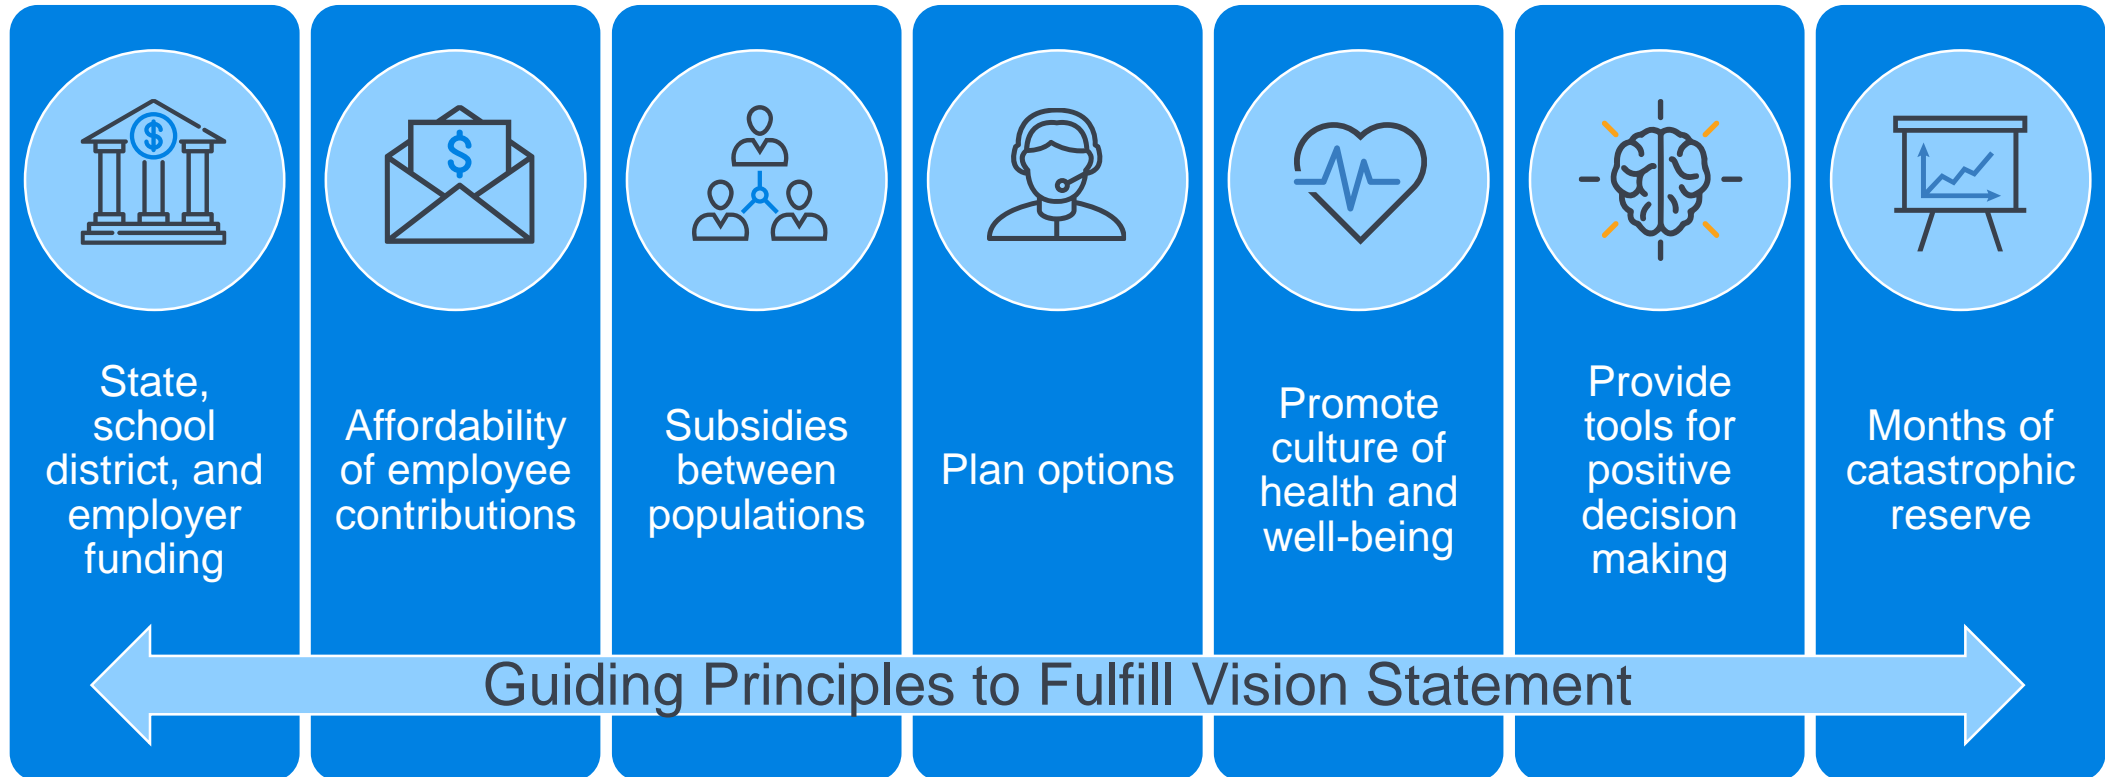 State,
school
district, and
employer
funding
Affordability
of employee
contributions
Subsidies
between
populations
Plan options
Promote
culture of
health and
well-being
Provide
tools for
positive
decision
making
Months of
catastrophic
reserve
Guiding Principles to Fulfill Vision Statement